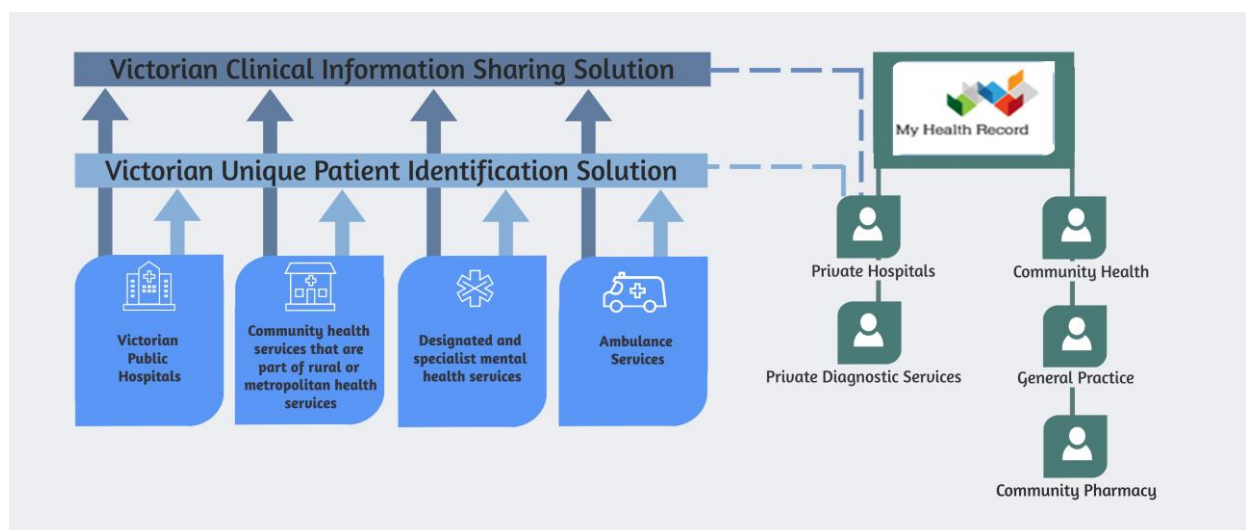 Victorian Clinical Information Sharing Solution
My Health Record
Victorian Unique Patient Identification Solution
Private Hospitals
Community Health
Victorian
Public
Hospitals
Community health
services that are
part of rural or
metropolitan health
services
Designated and
specialist mental
health services
Ambulance
Services
Private Diagnostic Services
General Practice
Community Pharmacy